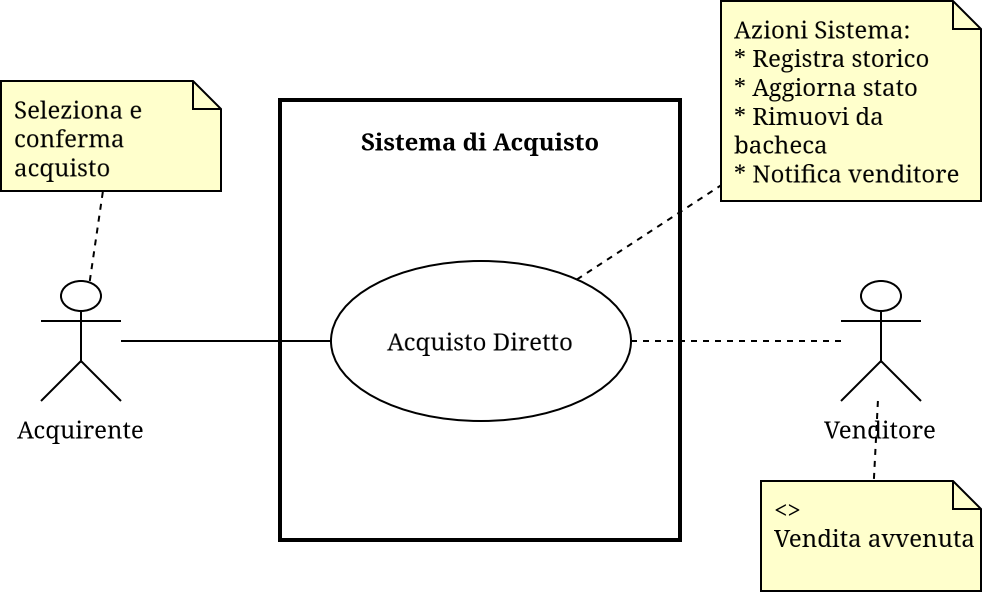 Azioni Sistema:
* Registra storico
* Aggiorna stato
* Rimuovi da
bacheca
* Notifica venditore
Seleziona e
conferma
acquisto
Sistema di Acquisto
Acquisto Diretto
Acquirente
Venditore
<>
Vendita avvenuta